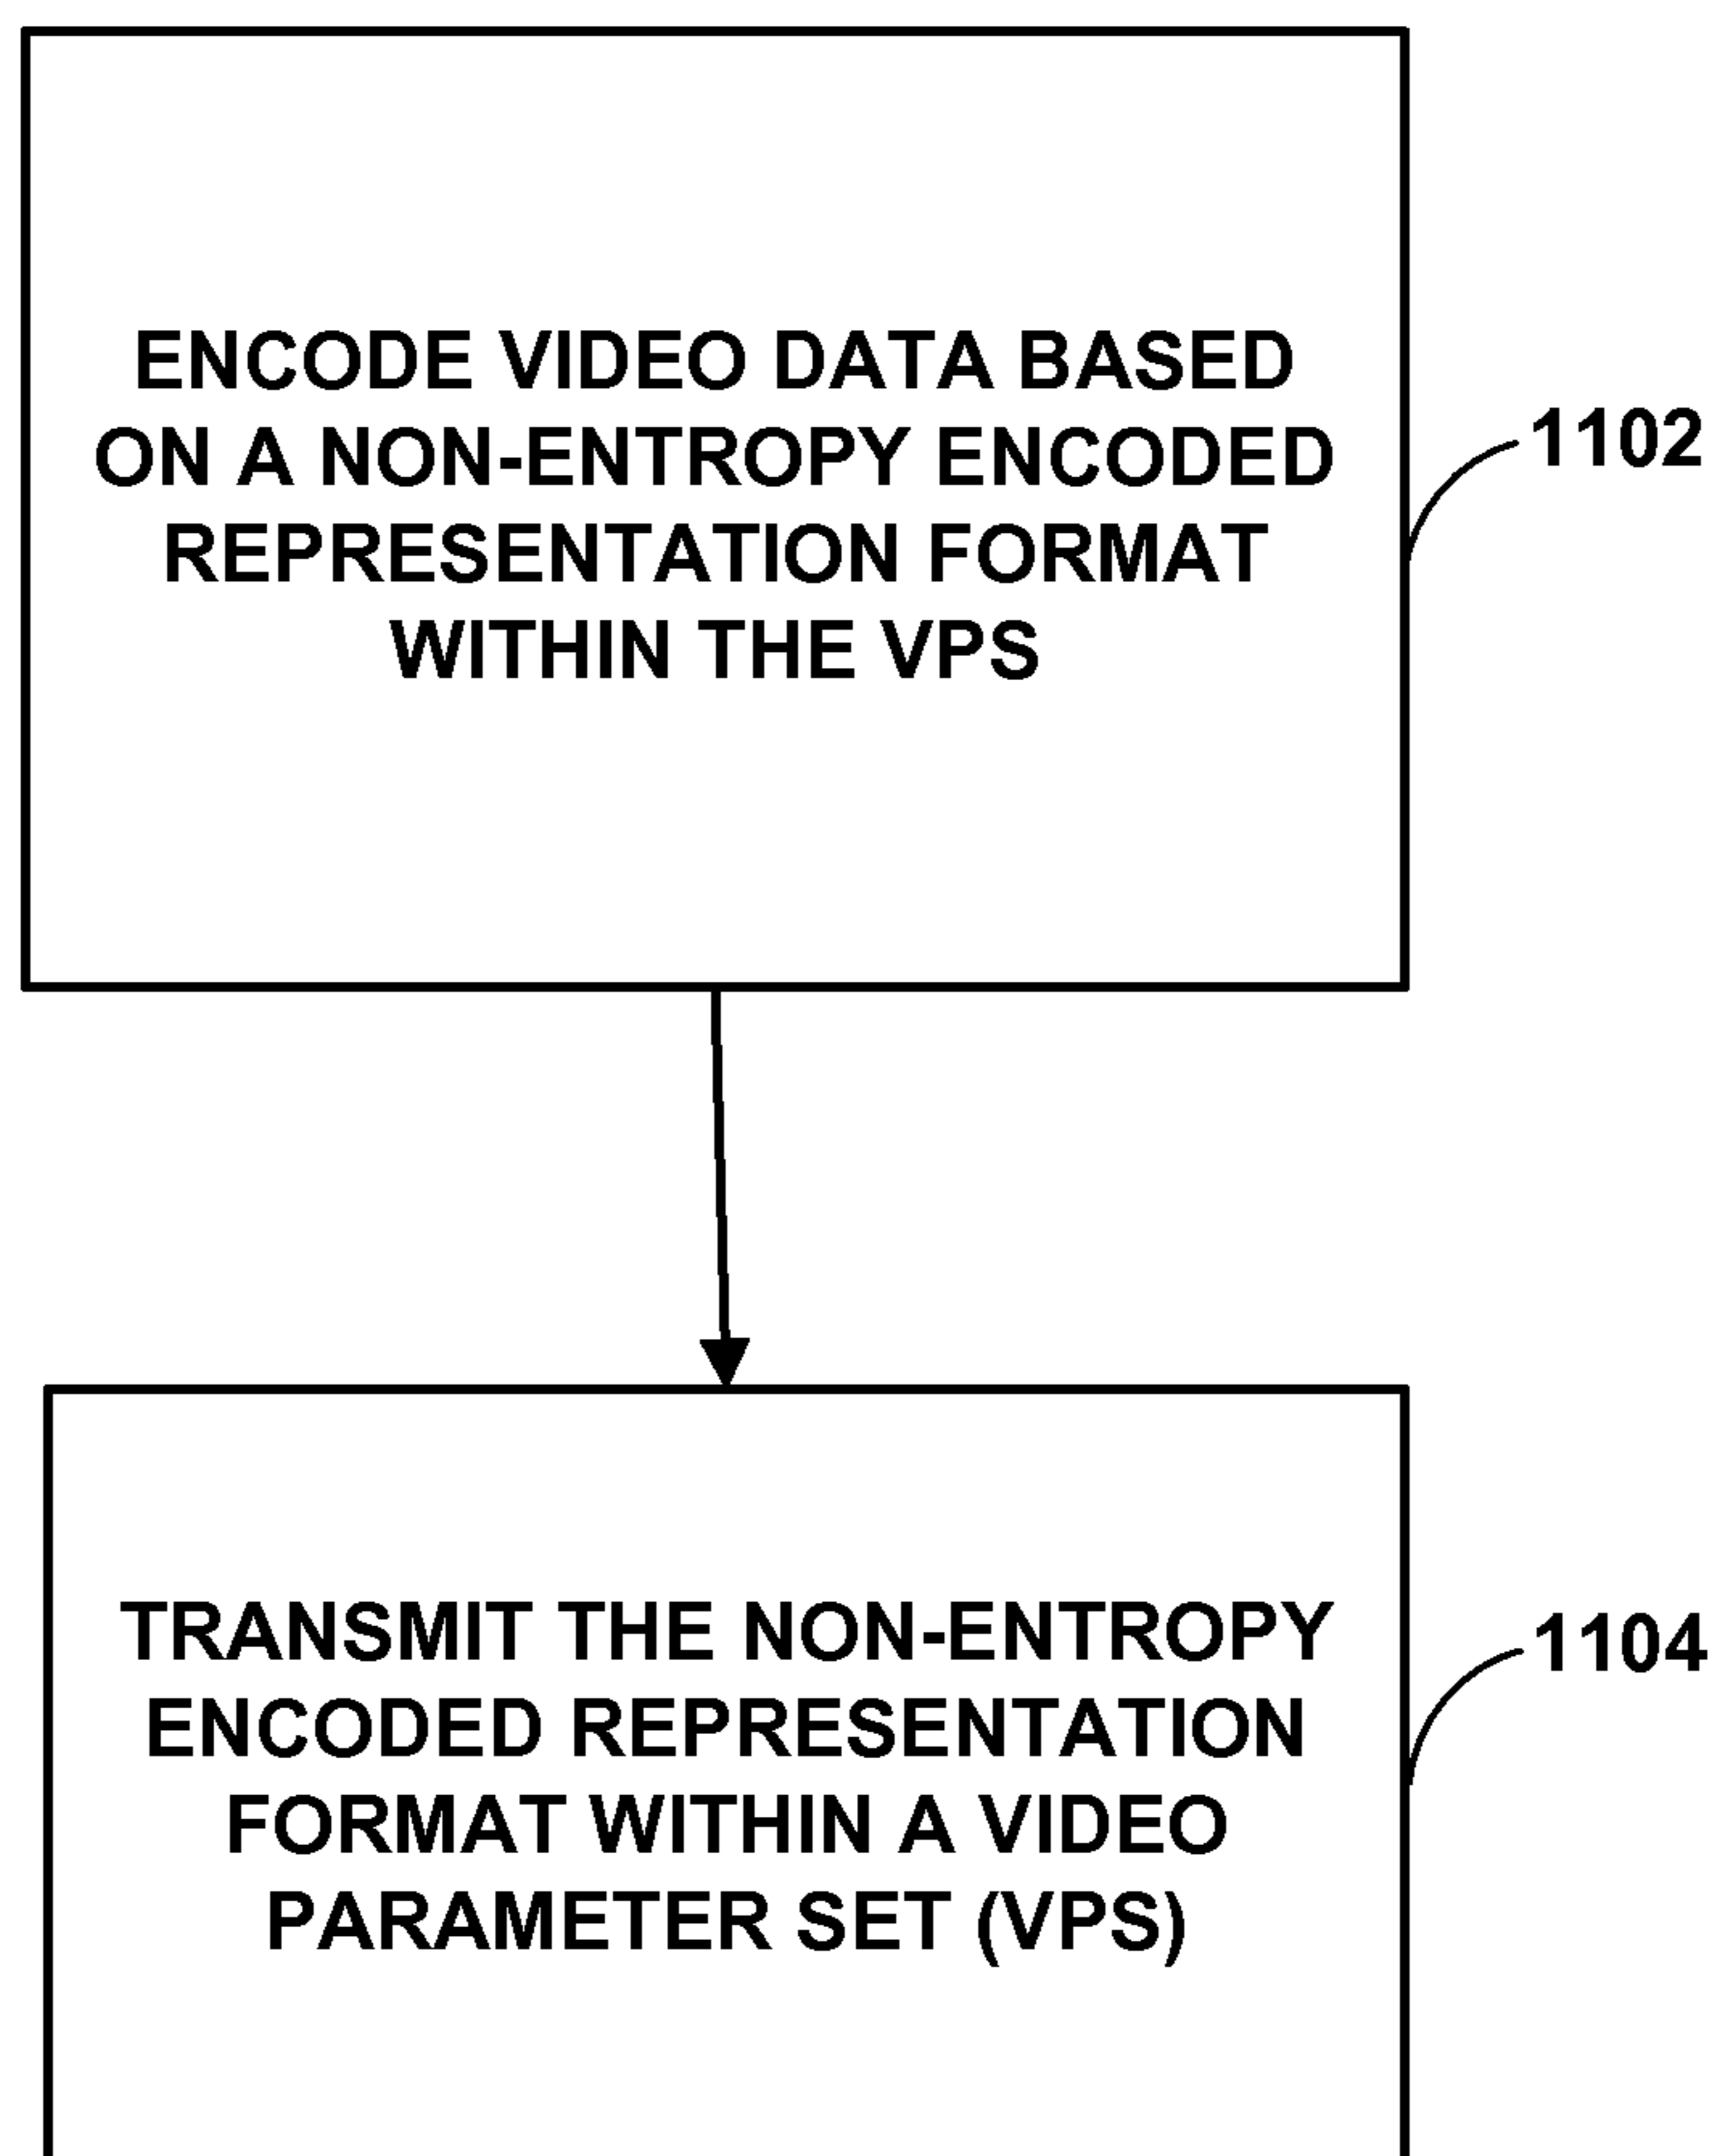 ENCODE VIDEO DATA BASED
ON A NON-ENTROPY ENCODED
REPRESENTATION FORMAT
WITHIN THE VPS
1102
TRANSMIT THE NON-ENTROPY
ENCODED REPRESENTATION
FORMAT WITHIN A VIDEO
PARAMETER SET (VPS)
1104